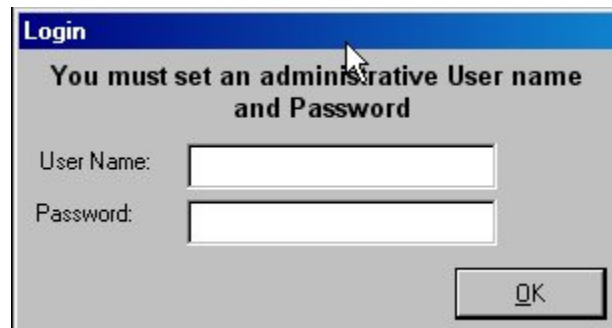 Login
You must set an administrative User name
and Password
User Name:
Password:
OK